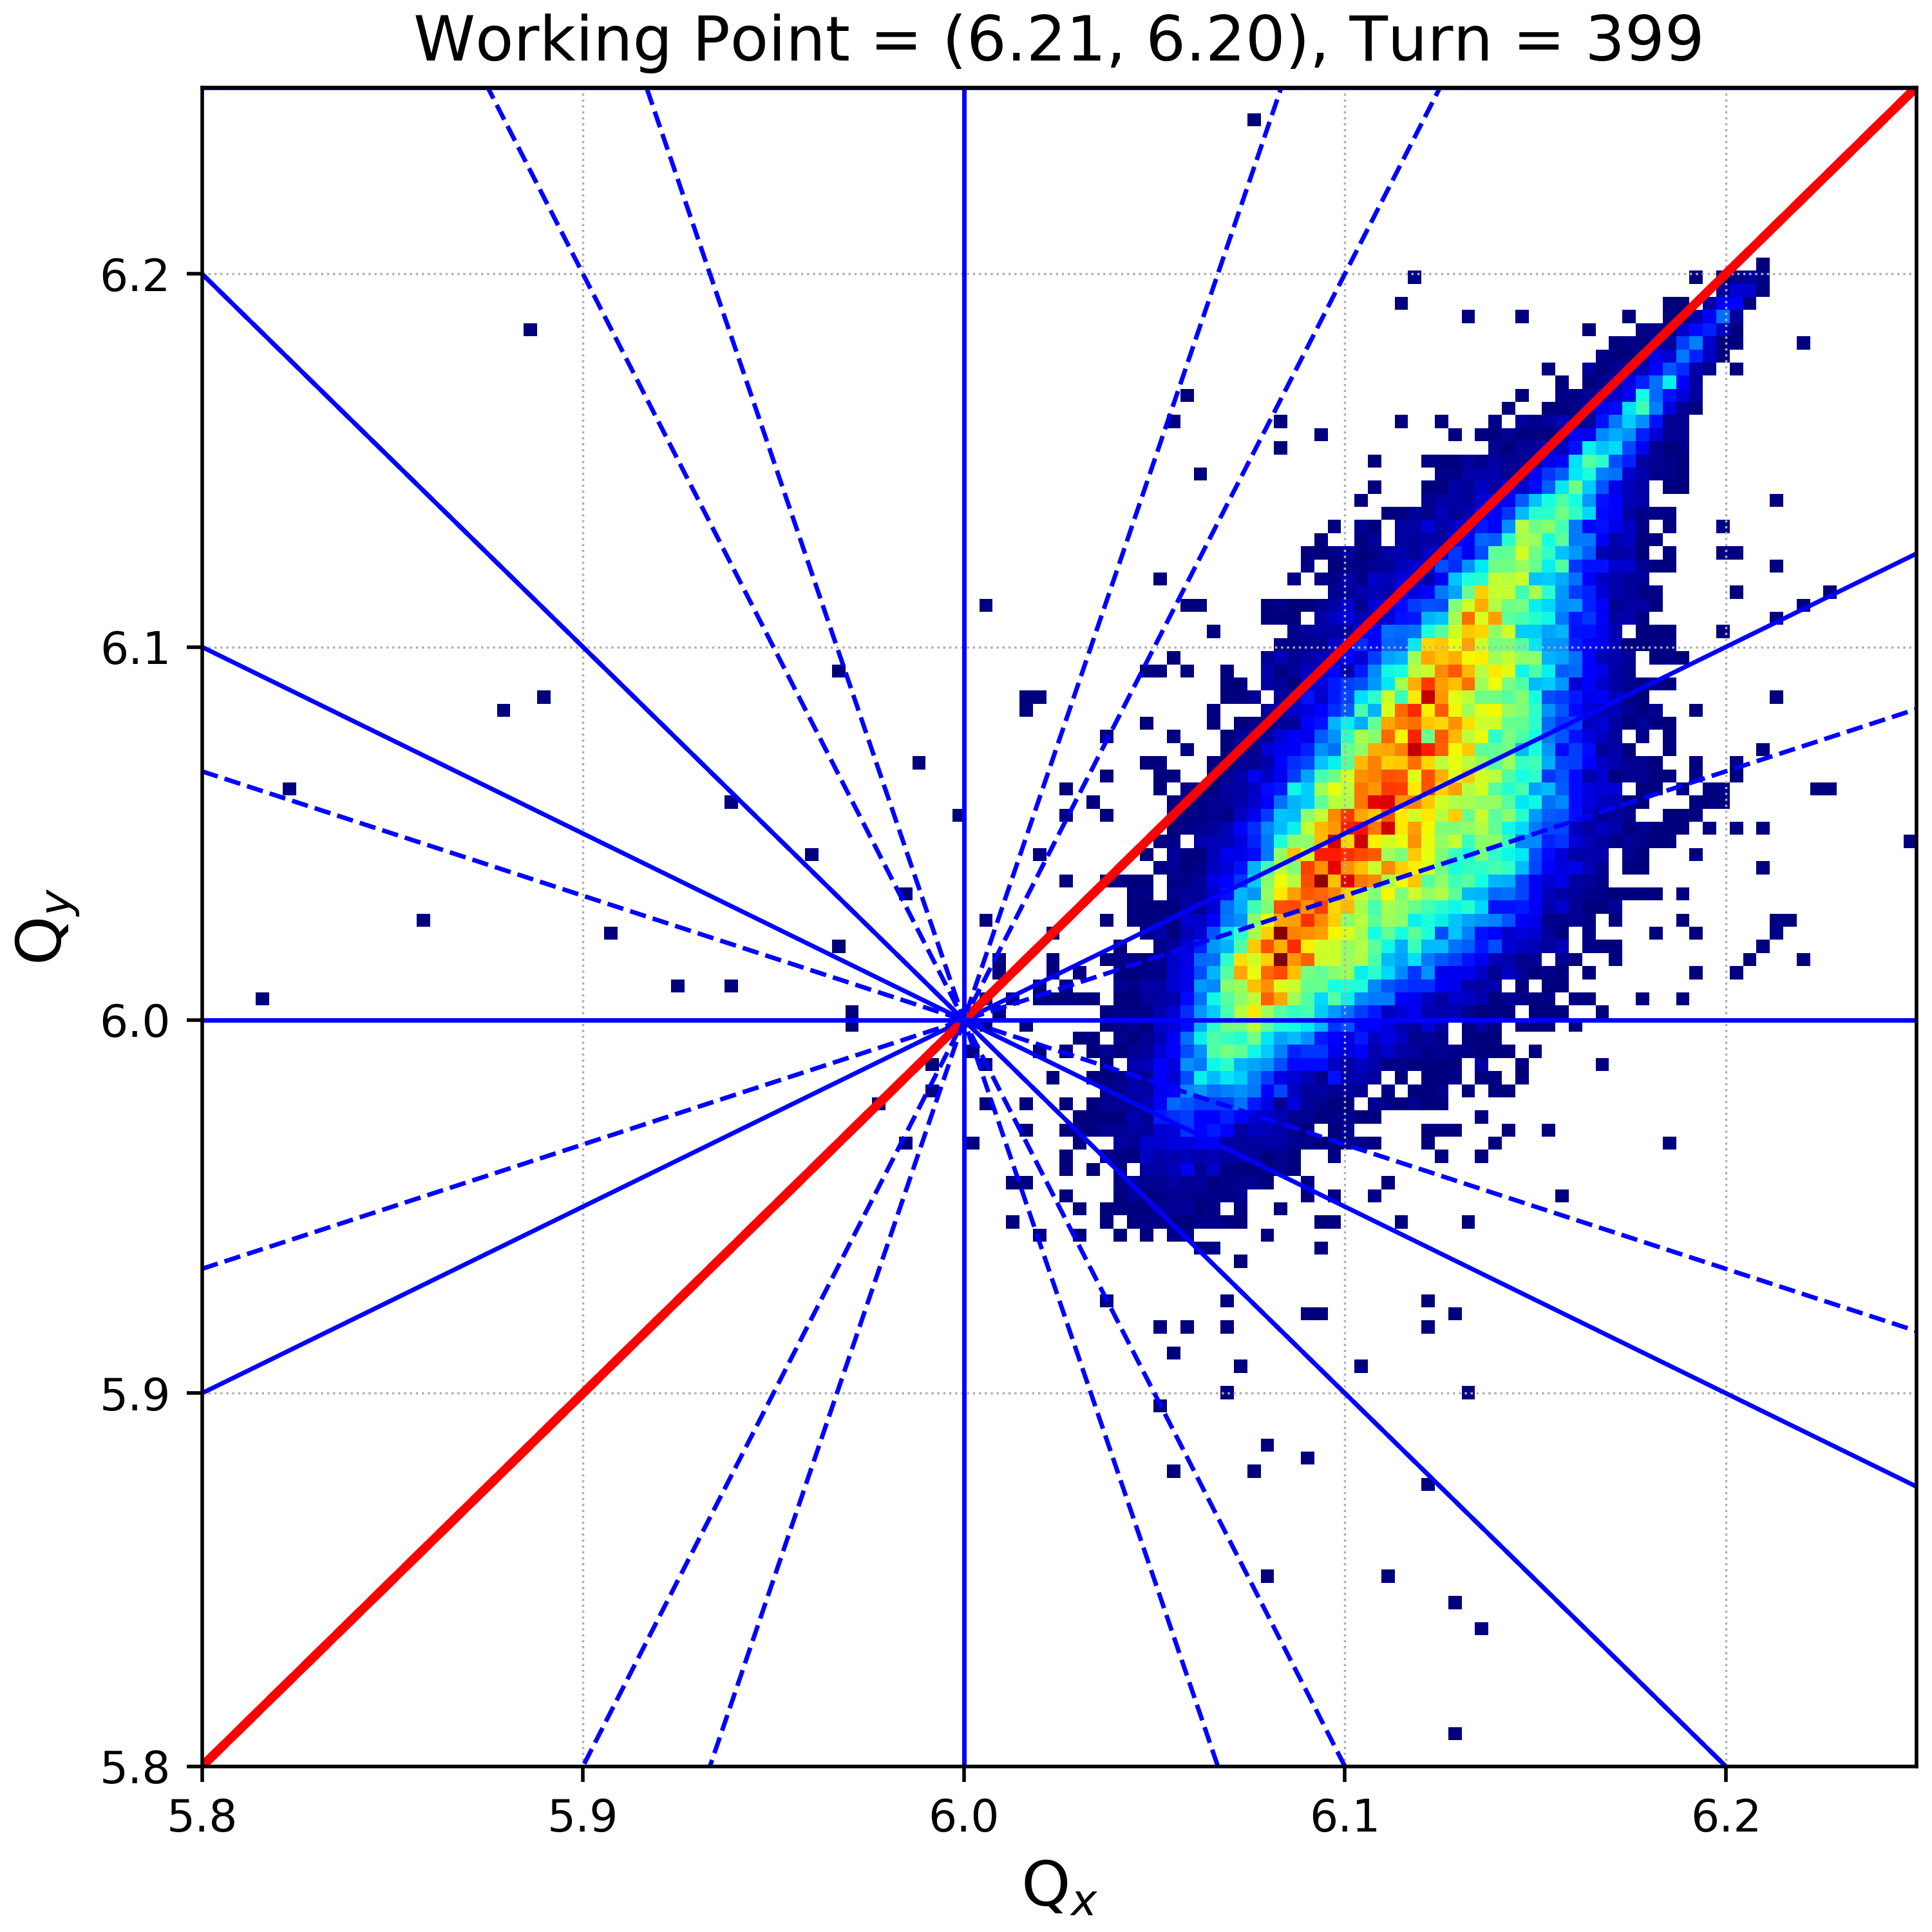 Working Point = (6.21, 6.20), Turn = 399
6.2
6.1
6.0
5.9
5.8
Qy
5.8 5.9 6.0 6.1 6.2
Qx